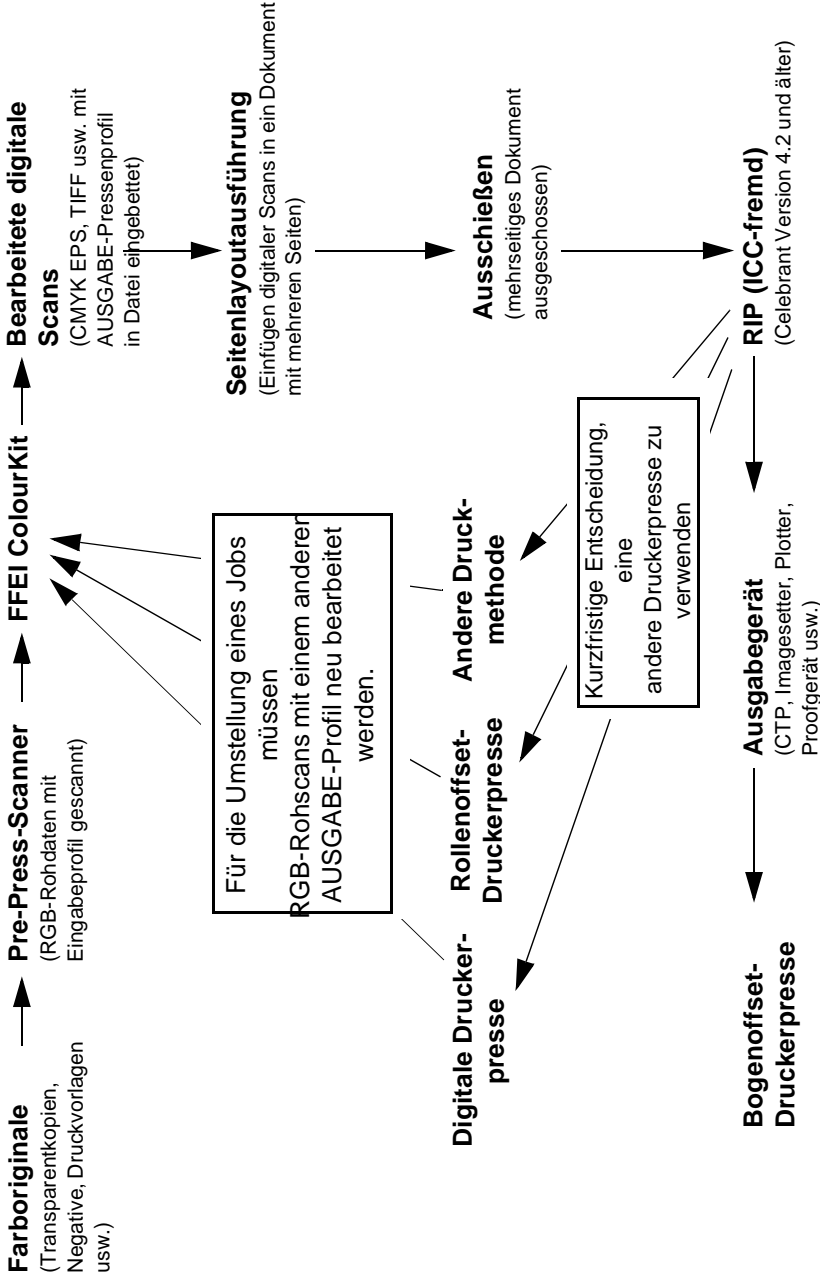 Farboriginale
(Transparentkopien,
Negative, Druckvorlagen
usw.)
Pre-Press-Scanner
(RGB-Rohdaten mit
Eingabeprofil gescannt)
FFEI ColourKit
Bearbeitete digitale
Scans
(CMYK EPS, TIFF usw. mit
AUSGABE-Pressenprofil
in Datei eingebettet)
Seitenlayoutausführung
(Einfügen digitaler Scans in ein Dokument
mit mehreren Seiten)
Für die Umstellung eines Jobs
müssen
RGB-Rohscans mit einem anderen
AUSGABE-Profil neu bearbeitet
werden.
Digitale Drucker-
presse
Rollenoffset-
Druckerpresse
Andere Druck-
methode
Ausschießen
(mehrseitiges Dokument
ausgeschossen)
Kurzfristige Entscheidung,
eine
andere Druckerpresse zu
verwenden
Bogenoffset-
Druckerpresse
Ausgabegerät
(CTP, Imagesetter, Plotter,
Proofgerät usw.)
RIP (ICC-fremd)
(Celebrant Version 4.2 und älter)